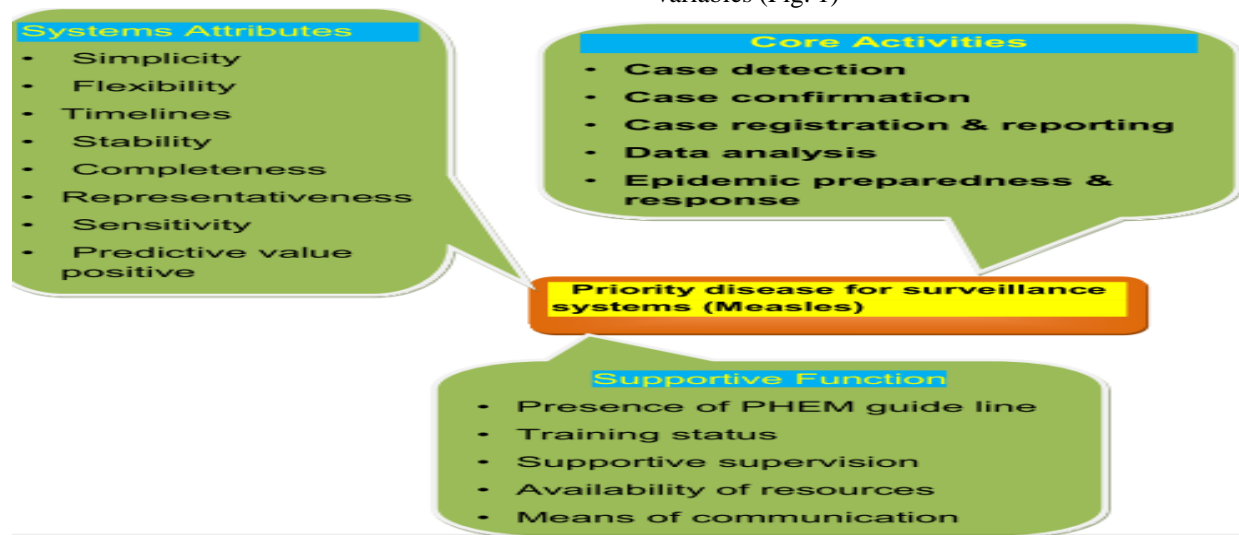 variables (Fig. 1)
Systems Attributes
• Simplicity
• Flexibility
• Timelines
• Stability
• Completeness
• Representativeness
• Sensitivity
• Predictive value
positive
Core Activities
• Case detection
• Case confirmation
• Case registration & reporting
• Data analysis
• Epidemic preparedness &
response
Priority disease for surveillance
systems (Measles)
Supportive Function
• Presence of PHEM guide line
• Training status
• Supportive supervision
• Availability of resources
• Means of communication